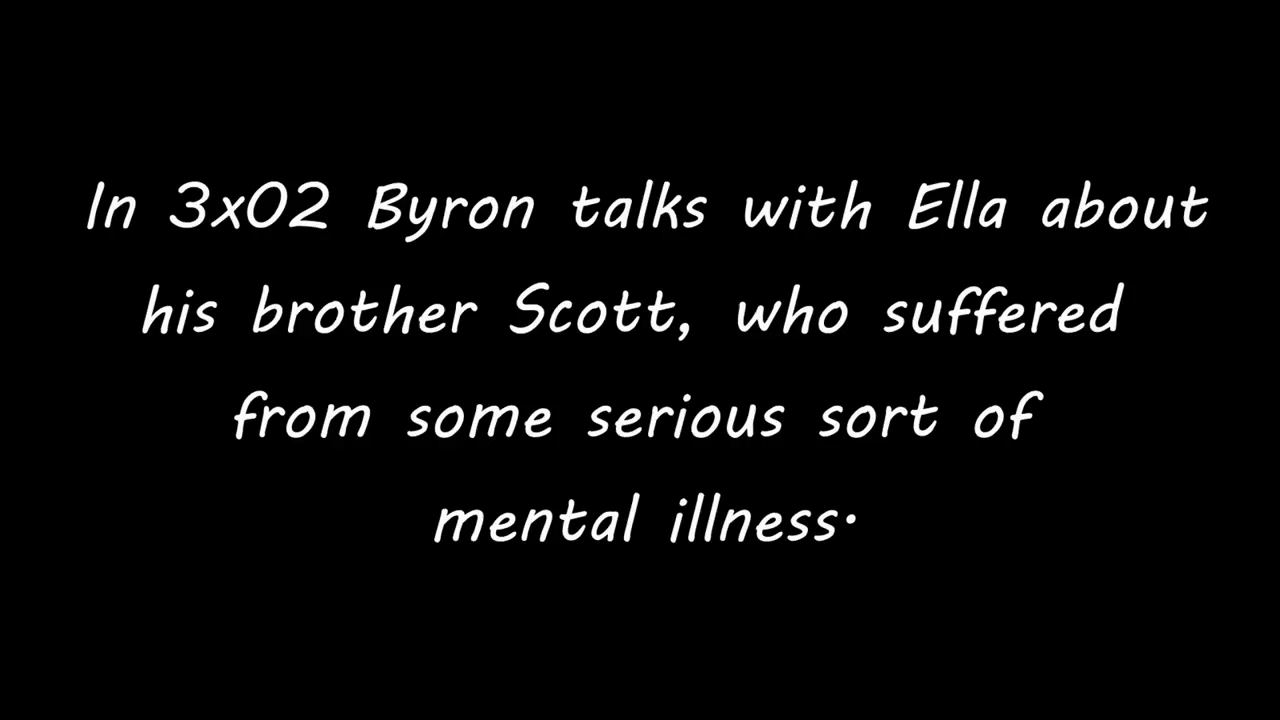 In 3x02 Byron talks with Ella about
his brother Scott, who suffered
from some serious sort of
mental illness.